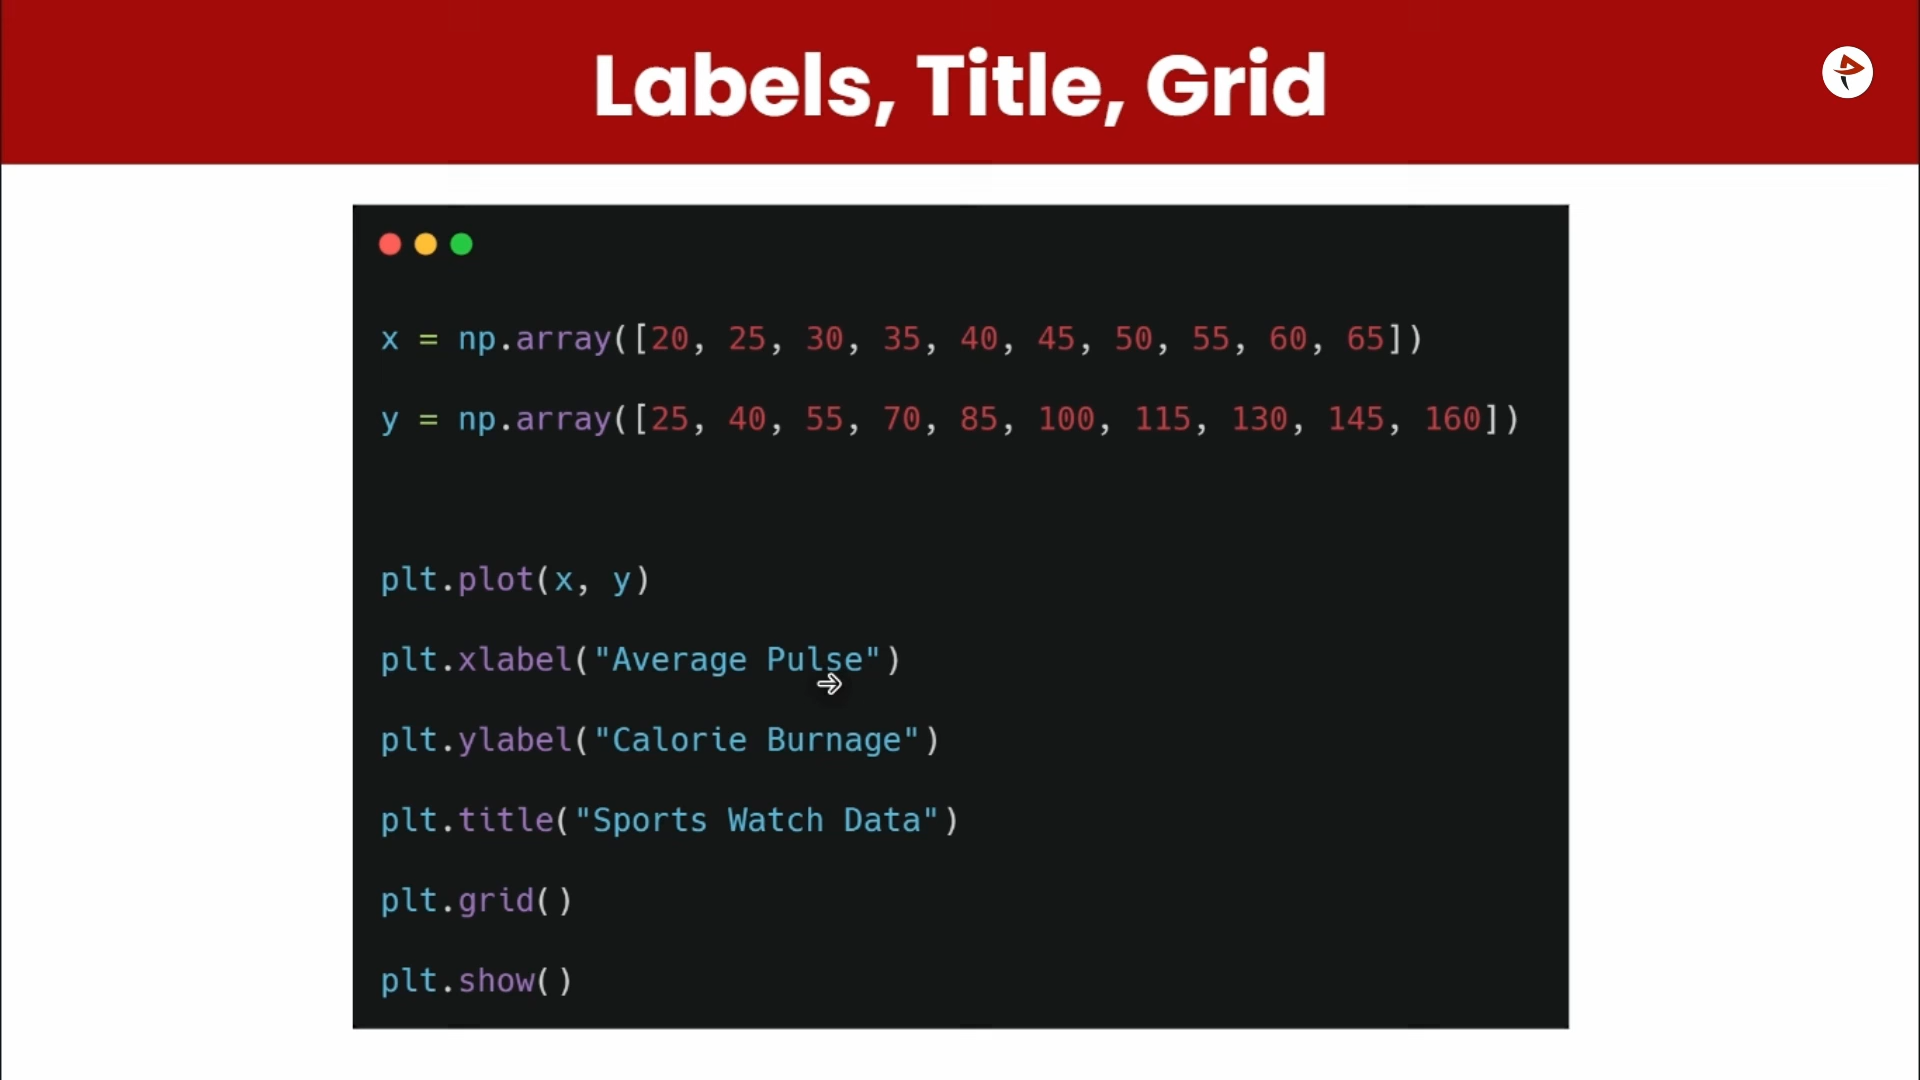 Labels, Title, Grid
x = np.array([20, 25, 30, 35, 40, 45, 50, 55, 60, 65])
y = np.array([25, 40, 55, 70, 85, 100, 115, 130, 145, 160])
plt.plot(x, y)
plt.xlabel("Average Pulse")
plt.ylabel("Calorie Burnage")
plt.title("Sports Watch Data")
plt.grid()
plt.show()